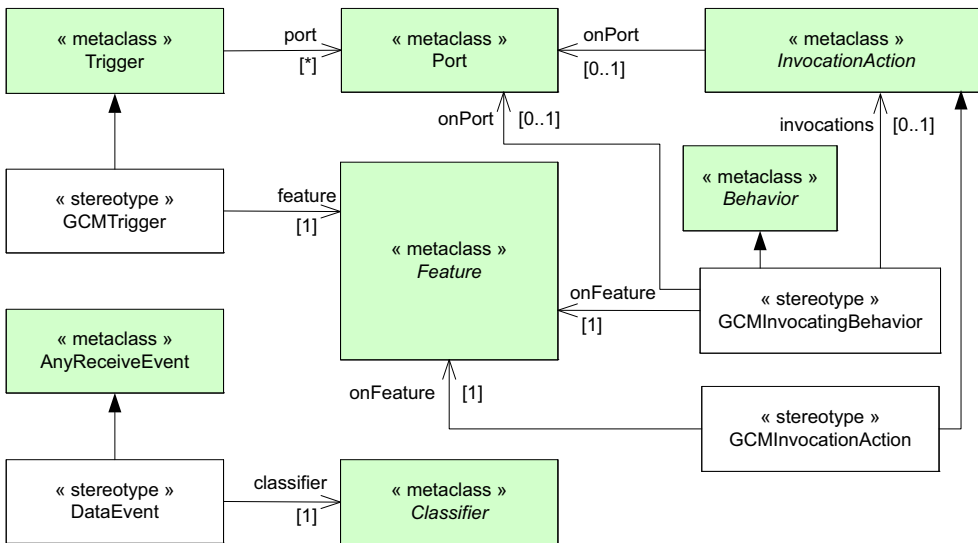 « metaclass »
Trigger
port
[*]
« metaclass »
Port
onPort
[0..1]
« metaclass »
InvocationAction
onPort
[0..1]
invocations
[0..1]
« stereotype »
GCMTrigger
feature
[1]
« metaclass »
Feature
« metaclass »
Behavior
onFeature
[1]
« stereotype »
GCMInvocatingBehavior
« metaclass »
AnyReceiveEvent
onFeature
[1]
« stereotype »
GCMInvocationAction
« stereotype »
DataEvent
classifier
[1]
« metaclass »
Classifier